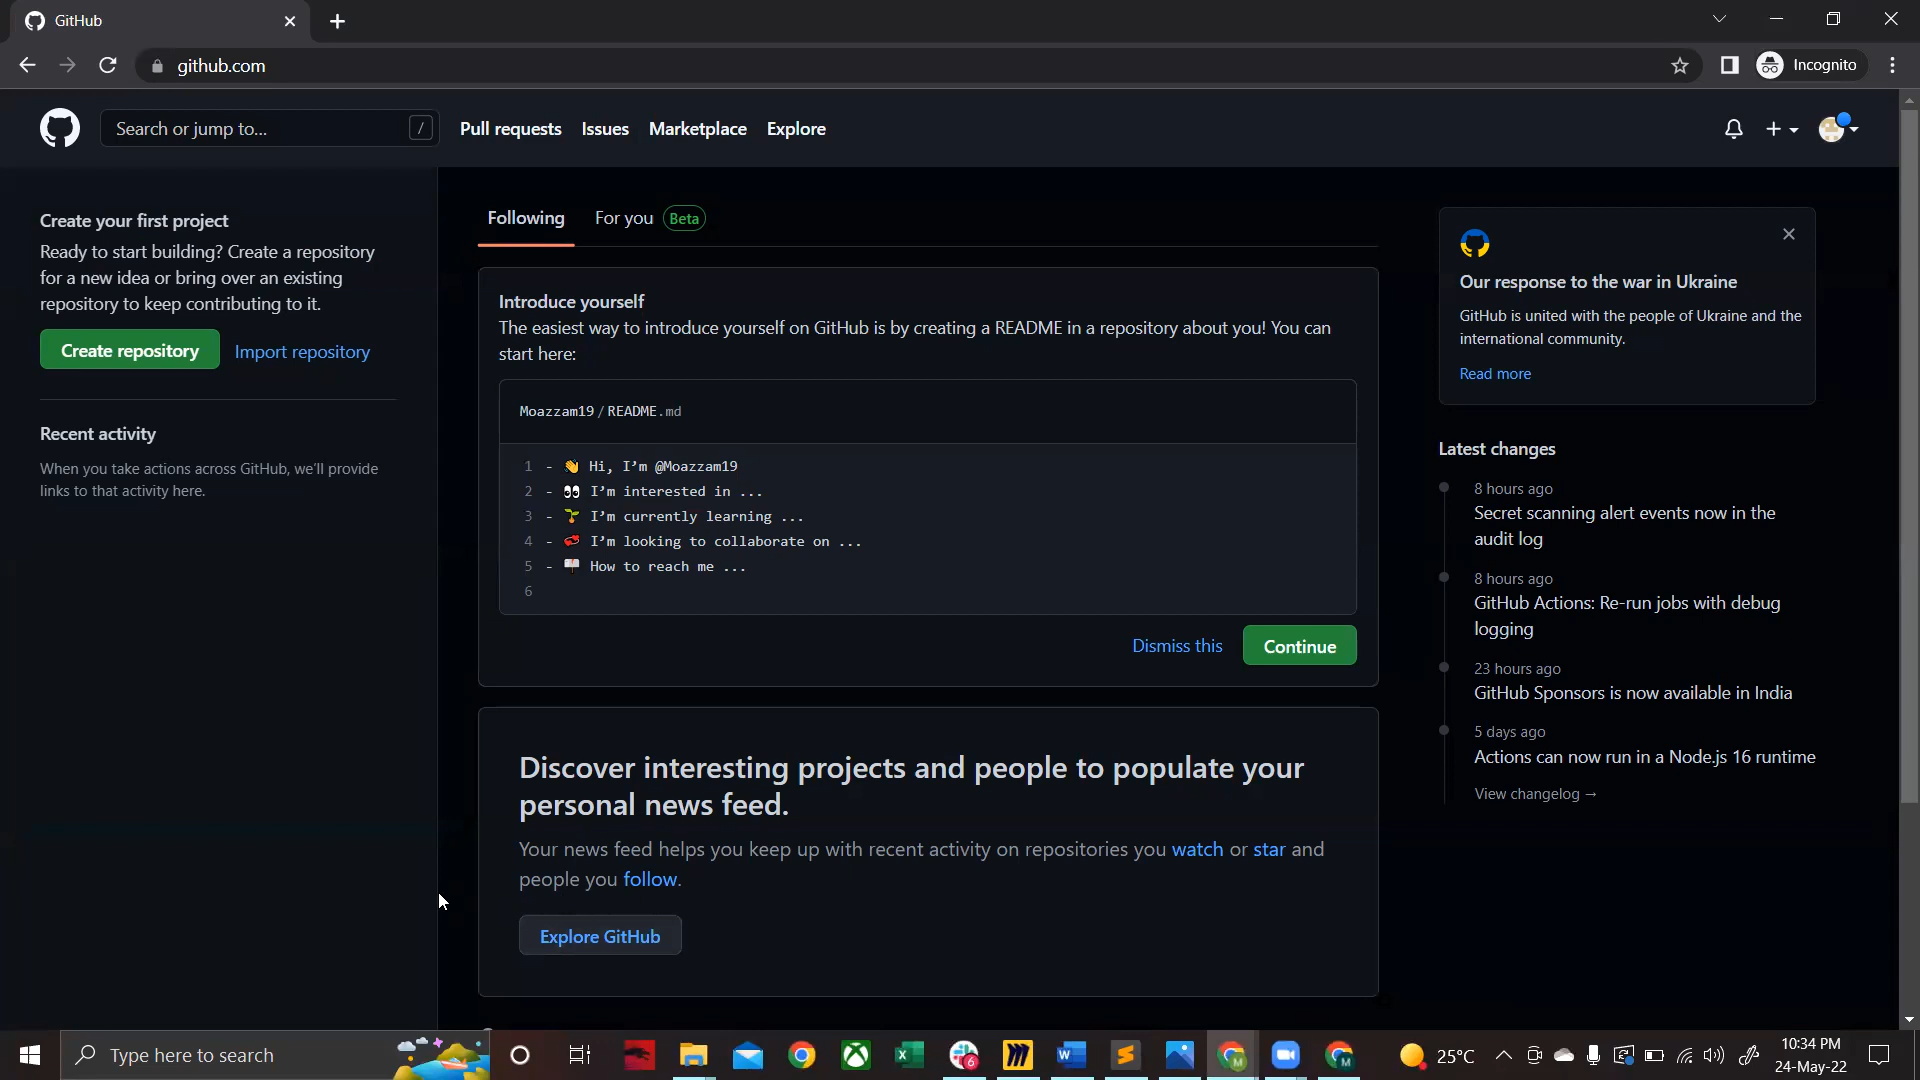 GitHub
github.com
Incognito
Search or jump to...
/
Pull requests
Issues
Marketplace
Explore
Create your first project
Ready to start building? Create a repository
for a new idea or bring over an existing
repository to keep contributing to it.
Create repository
Import repository
Recent activity
When you take actions across GitHub, we'll provide
links to that activity here.
Following
For you
Beta
Introduce yourself
The easiest way to introduce yourself on GitHub is by creating a README in a repository about you! You can
start here:
Moazzam19 / README.md
1 - 👋 Hi, I'm @Moazzam19
2 - 👀 I'm interested in ...
3 - 🌱 I'm currently learning ...
4 - 💞️ I'm looking to collaborate on ...
5 - 📫 How to reach me ...
6
Dismiss this
Continue
Discover interesting projects and people to populate your
personal news feed.
Your news feed helps you keep up with recent activity on repositories you watch or star and
people you follow.
Explore GitHub
Our response to the war in Ukraine
GitHub is united with the people of Ukraine and the
international community.
Read more
Latest changes
8 hours ago
Secret scanning alert events now in the
audit log
8 hours ago
GitHub Actions: Re-run jobs with debug
logging
23 hours ago
GitHub Sponsors is now available in India
5 days ago
Actions can now run in a Node.js 16 runtime
View changelog →
Type here to search
25°C
10:34 PM
24-May-22